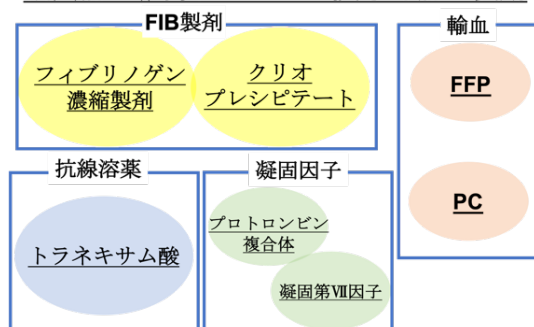 FIB製剤
フィブリノゲン
濃縮製剤
クリオ
プレシピテート
輸血
FFP
PC
抗線溶薬
トラネキサム酸
凝固因子
プロトロンビン
複合体
凝固第Ⅶ因子